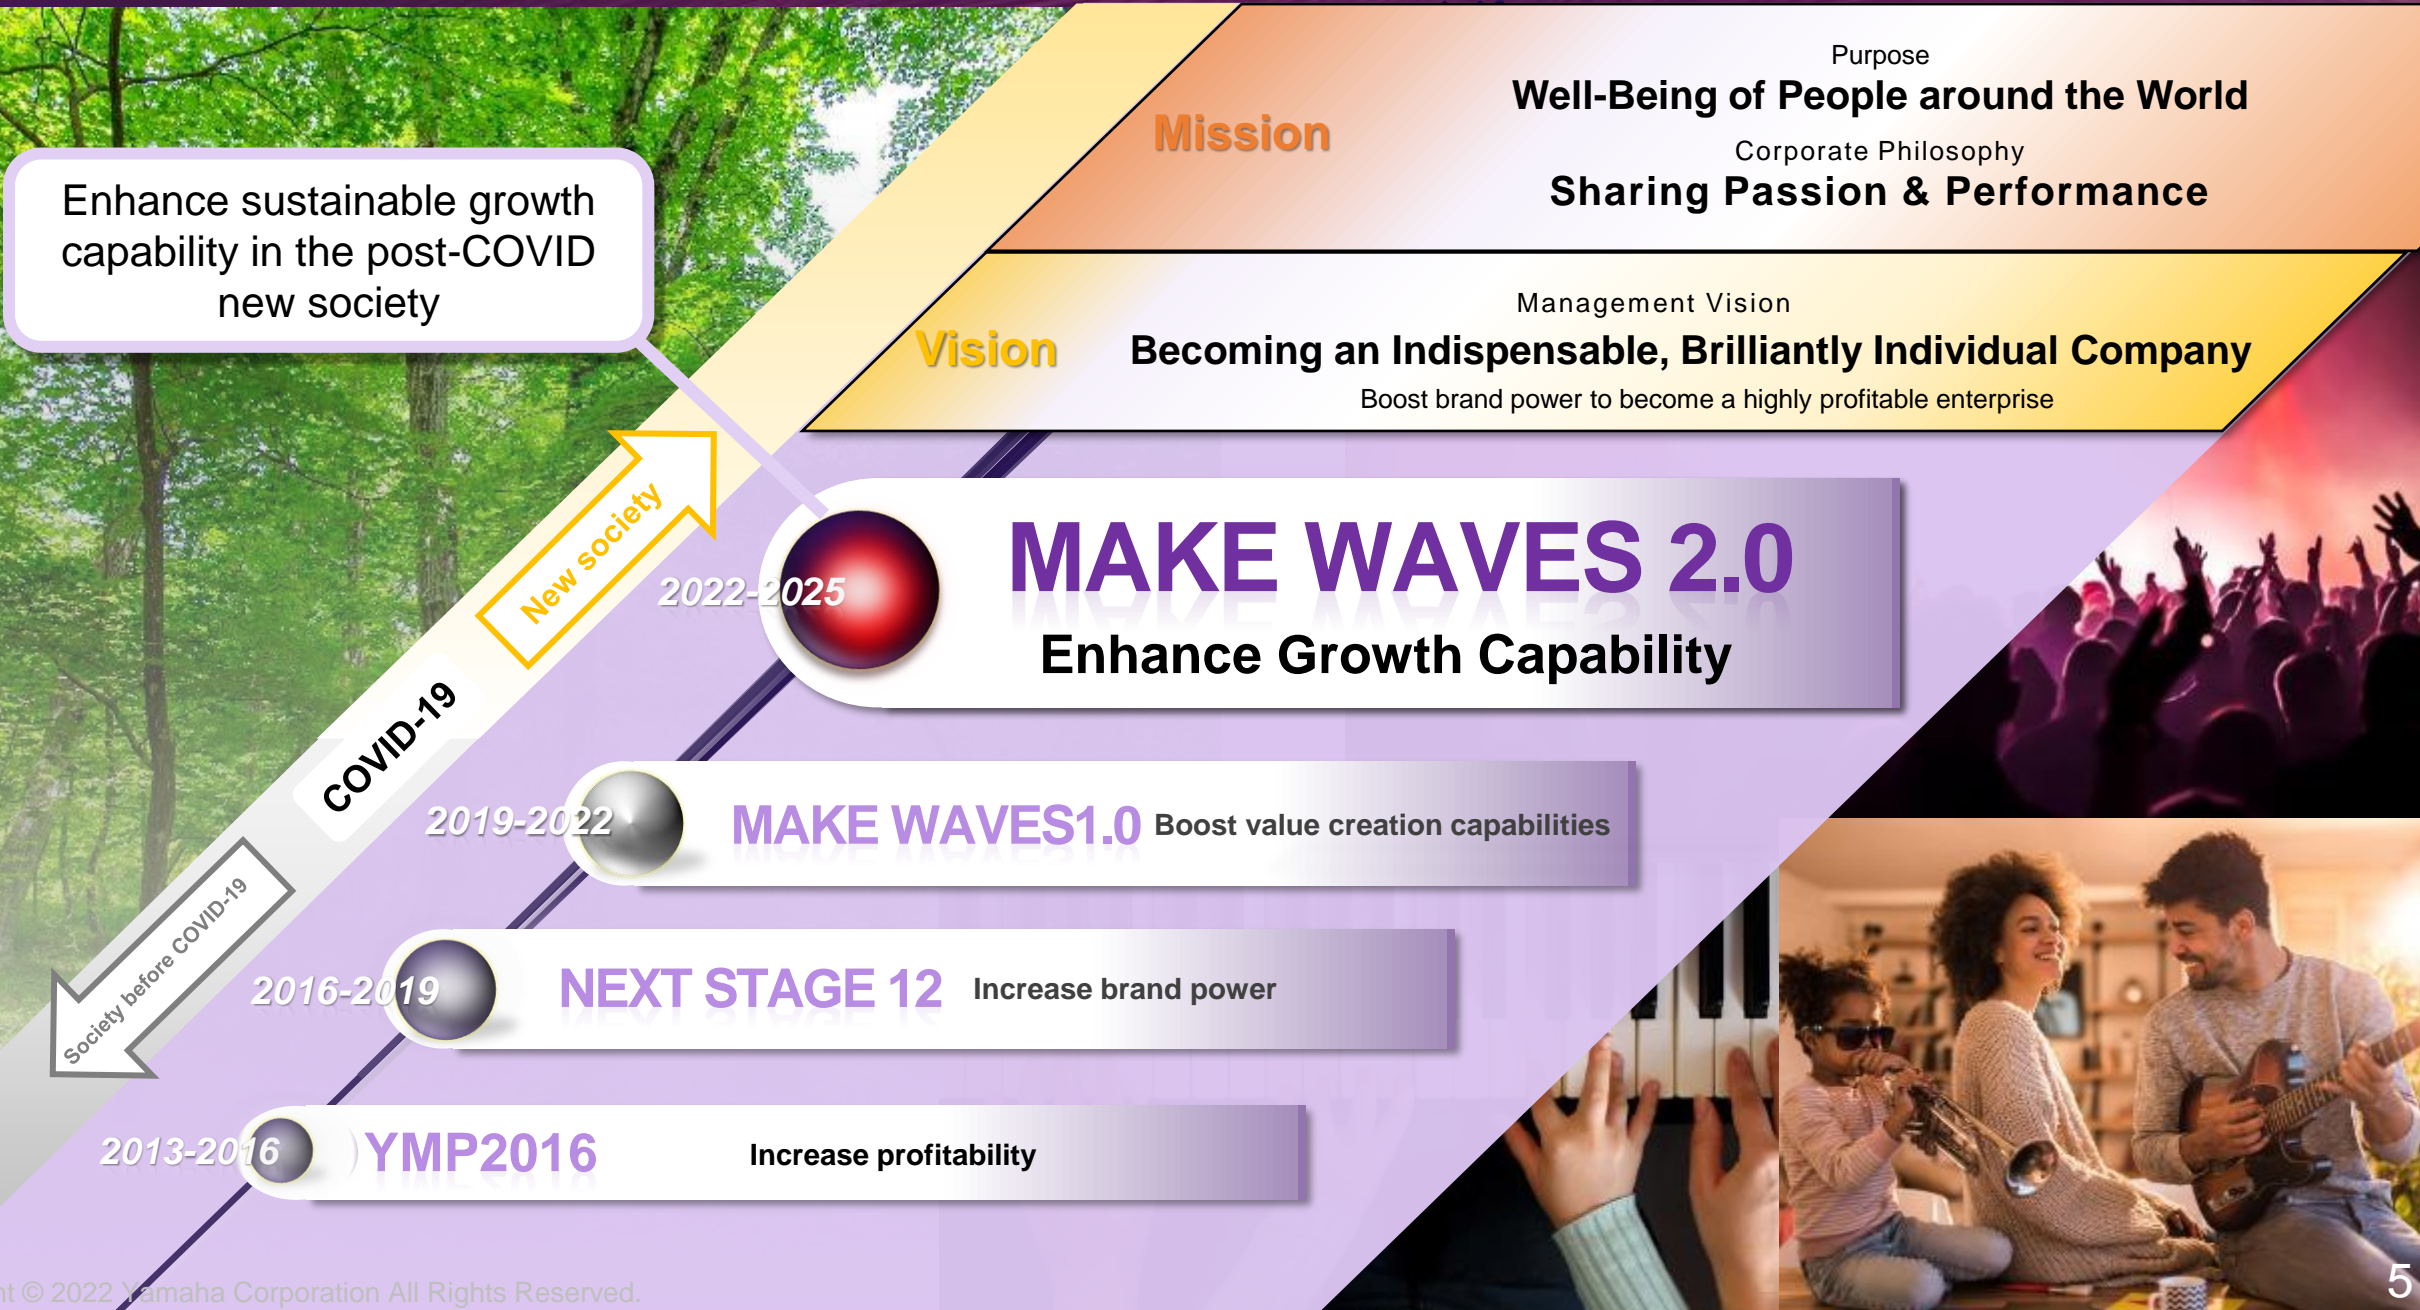 Purpose
Well-Being of People around the World
Mission
Corporate Philosophy
Sharing Passion & Performance
Enhance sustainable growth
capability in the post-COVID
new society
Management Vision
Vision
Becoming an Indispensable, Brilliantly Individual Company
Boost brand power to become a highly profitable enterprise
New society
2022-2025
MAKE WAVES 2.0
Enhance Growth Capability
COVID-19
2019-2022
MAKE WAVES1.0 Boost value creation capabilities
Society before COVID-19
2016-2019
NEXT STAGE 12 Increase brand power
2013-2016
YMP2016 Increase profitability
© 2022 Yamaha Corporation All Rights Reserved.
5